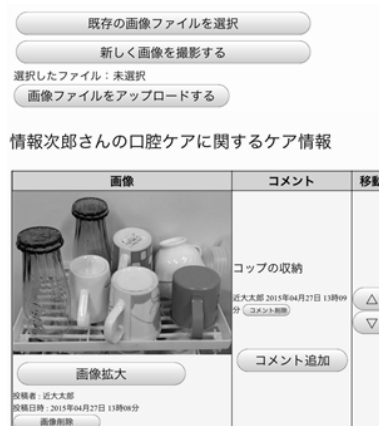 既存の画像ファイルを選択
新しく画像を撮影する
選択したファイル：未選択
画像ファイルをアップロードする
情報次郎さんの口腔ケアに関するケア情報
画像
コメント
移動
コップの収納
近大太郎 2015年04月27日 13時09
分 コメント削除
△
▽
コメント追加
画像拡大
投稿者：近大太郎
投稿日時：2015年04月27日 13時08分
画像削除